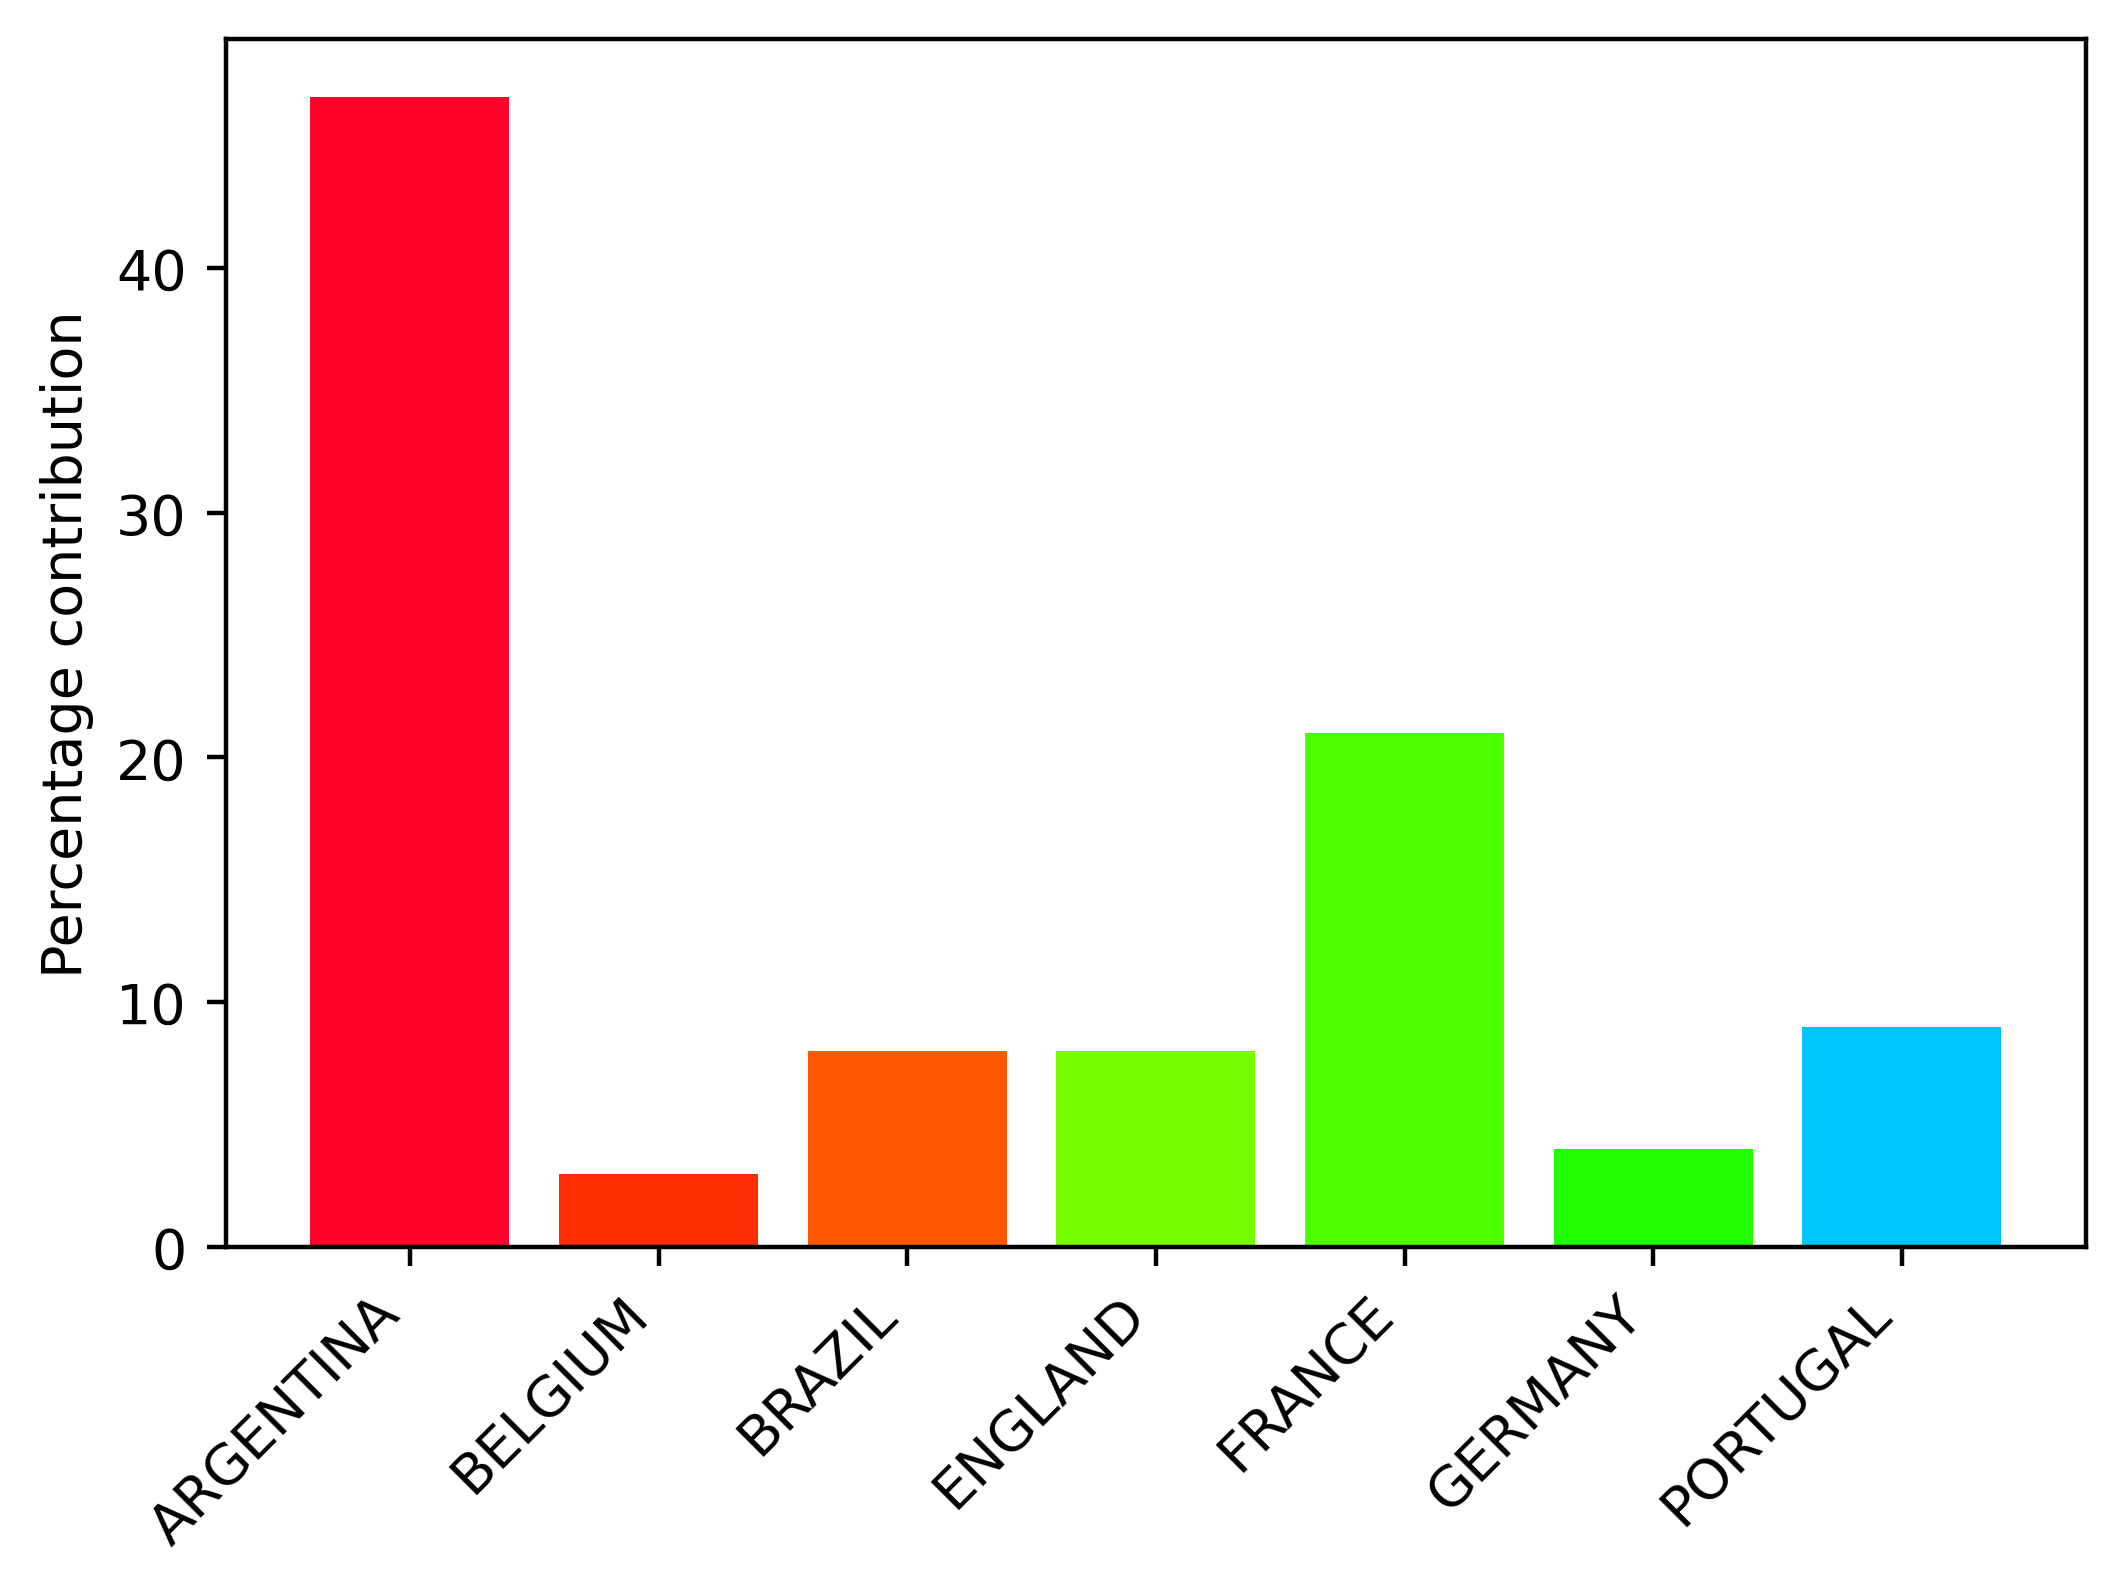 Percentage contribution
40
30
20
10
0
ARGENTINA
BELGIUM
BRAZIL
ENGLAND
FRANCE
GERMANY
PORTUGAL